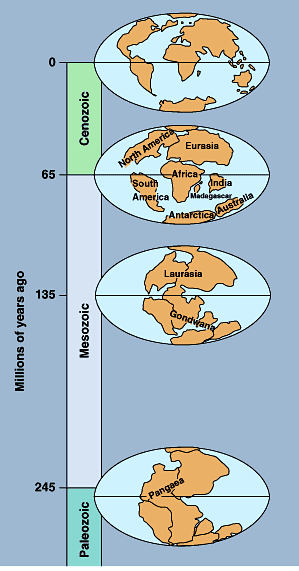 0
Cenozoic
North America
Eurasia
65
Africa
South
America
India
Madagascar
Australia
Antarctica
Millions of years ago
Mesozoic
Laurasia
135
Gondwana
245
Pangaea
Paleozoic